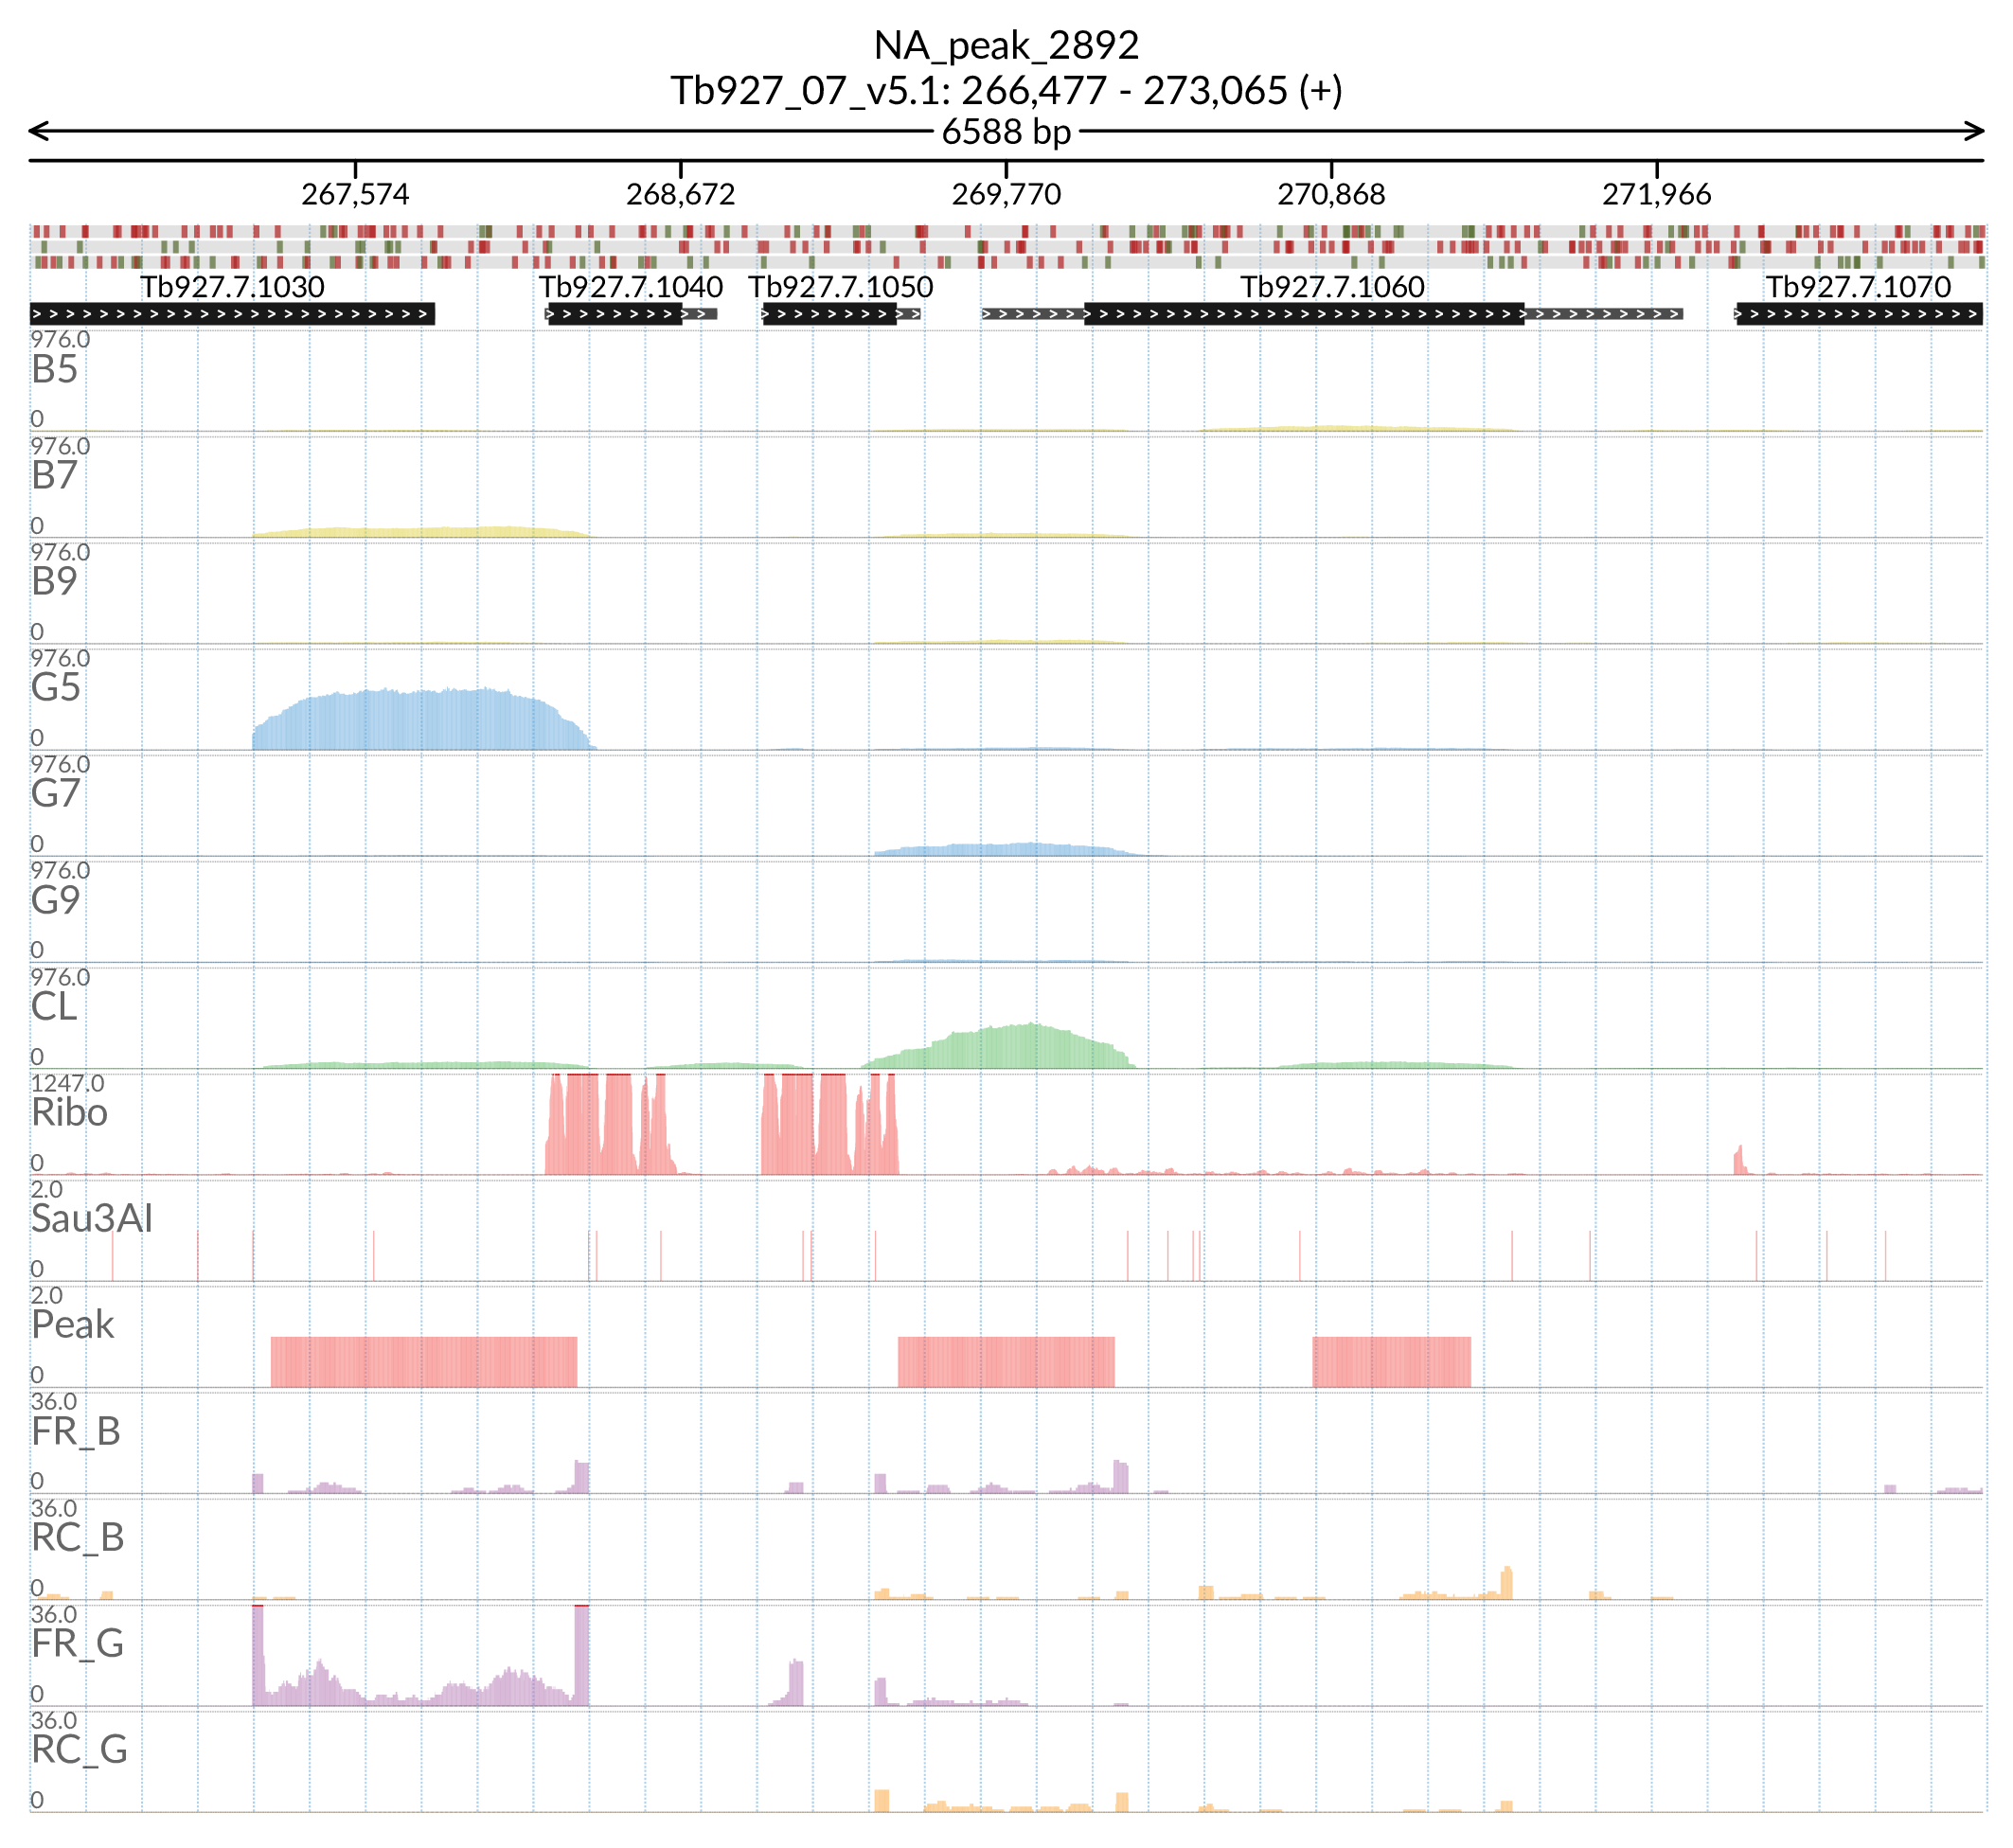 NA_peak_2892
Tb927_07_v5.1: 266,477 - 273,065 (+)
6588 bp
267,574 268,672 269,770 270,868 271,966
Tb927.7.1030 Tb927.7.1040 Tb927.7.1050 Tb927.7.1060 Tb927.7.1070
976.0
B5
0
976.0
B7
0
976.0
B9
0
976.0
G5
0
976.0
G7
0
976.0
G9
0
976.0
CL
0
1247.0
Ribo
0
2.0
Sau3AI
0
2.0
Peak
0
36.0
FR_B
0
36.0
RC_B
0
36.0
FR_G
0
36.0
RC_G
0